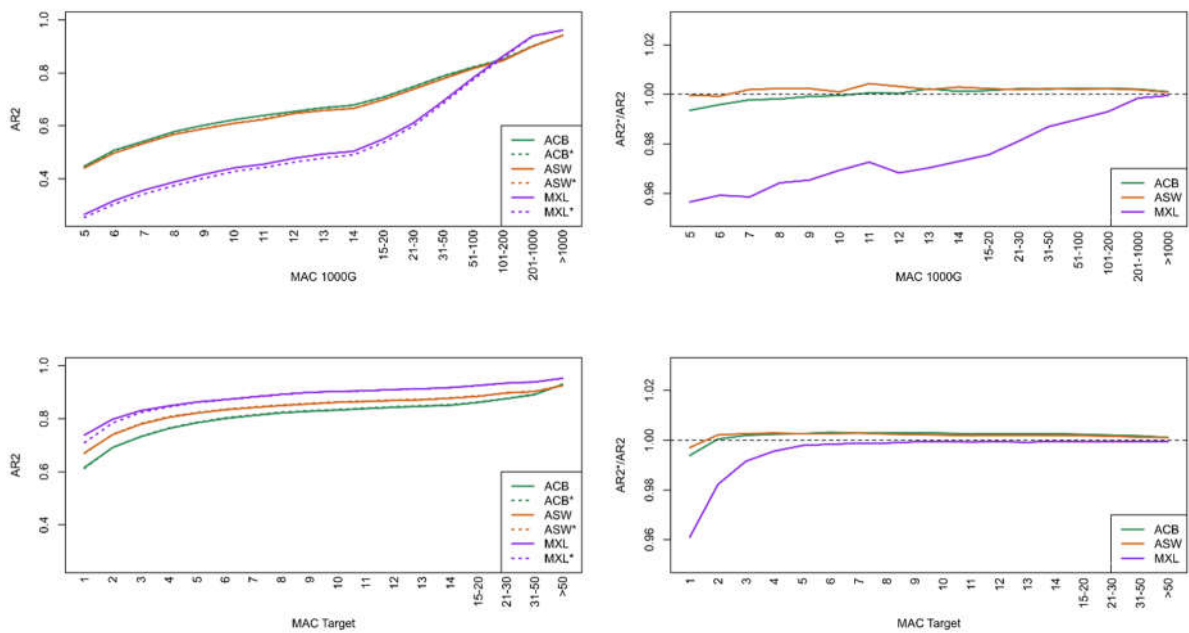 AR2
1.0
0.8
0.6
0.4
ACB
ACB*
ASW
ASW*
MXL
MXL*
5 6 7 8 9 10 11 12 13 14 15-20 21-30 31-50 51-100 101-200 201-1000 >1000
MAC 1000G
AR2*/AR2
1.02
1.00
0.98
0.96
ACB
ASW
MXL
5 6 7 8 9 10 11 12 13 14 15-20 21-30 31-50 51-100 101-200 201-1000 >1000
MAC 1000G
AR2
1.0
0.8
0.6
0.4
ACB
ACB*
ASW
ASW*
MXL
MXL*
1 2 3 4 5 6 7 8 9 10 11 12 13 14 15-20 21-30 31-50 >50
MAC Target
AR2*/AR2
1.02
1.00
0.98
0.96
ACB
ASW
MXL
1 2 3 4 5 6 7 8 9 10 11 12 13 14 15-20 21-30 31-50 >50
MAC Target